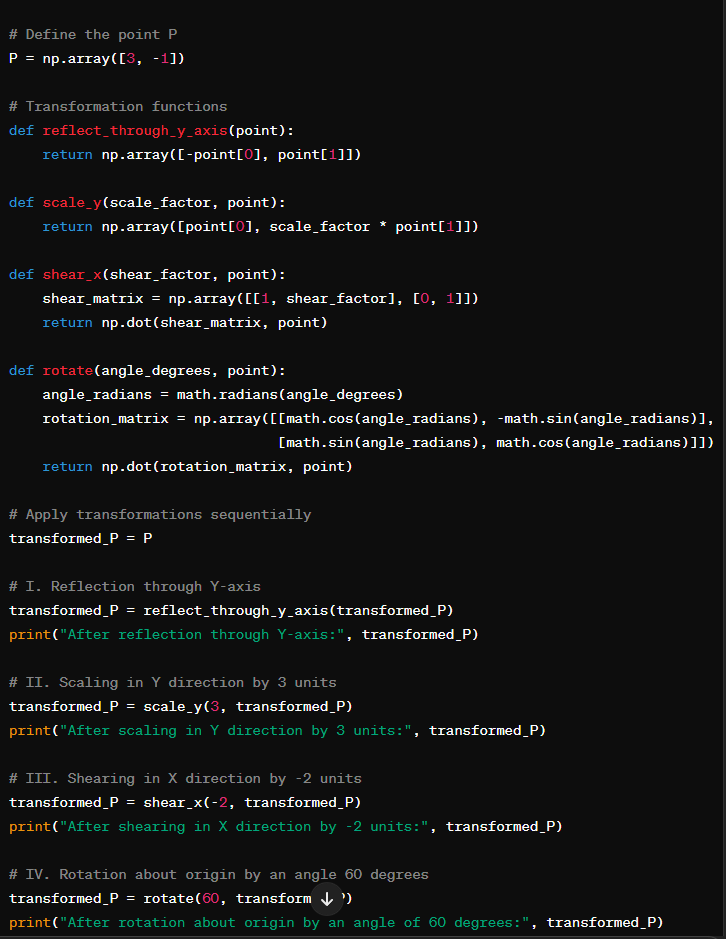 # Define the point P
P = np.array([3, -1])
# Transformation functions
def reflect_through_y_axis(point):
    return np.array([-point[0], point[1]])
def scale_y(scale_factor, point):
    return np.array([point[0], scale_factor * point[1]])
def shear_x(shear_factor, point):
    shear_matrix = np.array([[1, shear_factor], [0, 1]])
    return np.dot(shear_matrix, point)
def rotate(angle_degrees, point):
    angle_radians = math.radians(angle_degrees)
    rotation_matrix = np.array([[math.cos(angle_radians), -math.sin(angle_radians)],
                                [math.sin(angle_radians), math.cos(angle_radians)]])
    return np.dot(rotation_matrix, point)
# Apply transformations sequentially
transformed_P = P
# I. Reflection through Y-axis
transformed_P = reflect_through_y_axis(transformed_P)
print("After reflection through Y-axis:", transformed_P)
# II. Scaling in Y direction by 3 units
transformed_P = scale_y(3, transformed_P)
print("After scaling in Y direction by 3 units:", transformed_P)
# III. Shearing in X direction by -2 units
transformed_P = shear_x(-2, transformed_P)
print("After shearing in X direction by -2 units:", transformed_P)
# IV. Rotation about origin by an angle 60 degrees
transformed_P = rotate(60, transform P)
print("After rotation about origin by an angle of 60 degrees:", transformed_P)